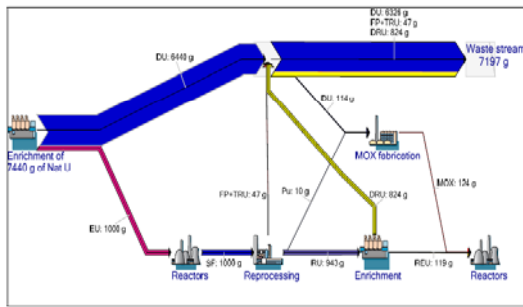 DU: 6326 g
FP+TRU: 47 g
DRU: 824 g
Waste stream
7197 g
DU: 6440 g
DU: 114 g
Enrichment of
7440 g of Nat U
MOX fabrication
FP+TRU: 47 g
Pu: 10 g
DRU: 824 g
MOX: 124 g
EU: 1000 g
SF: 1000 g
RU: 943 g
REU: 119 g
Reactors
Reprocessing
Enrichment
Reactors